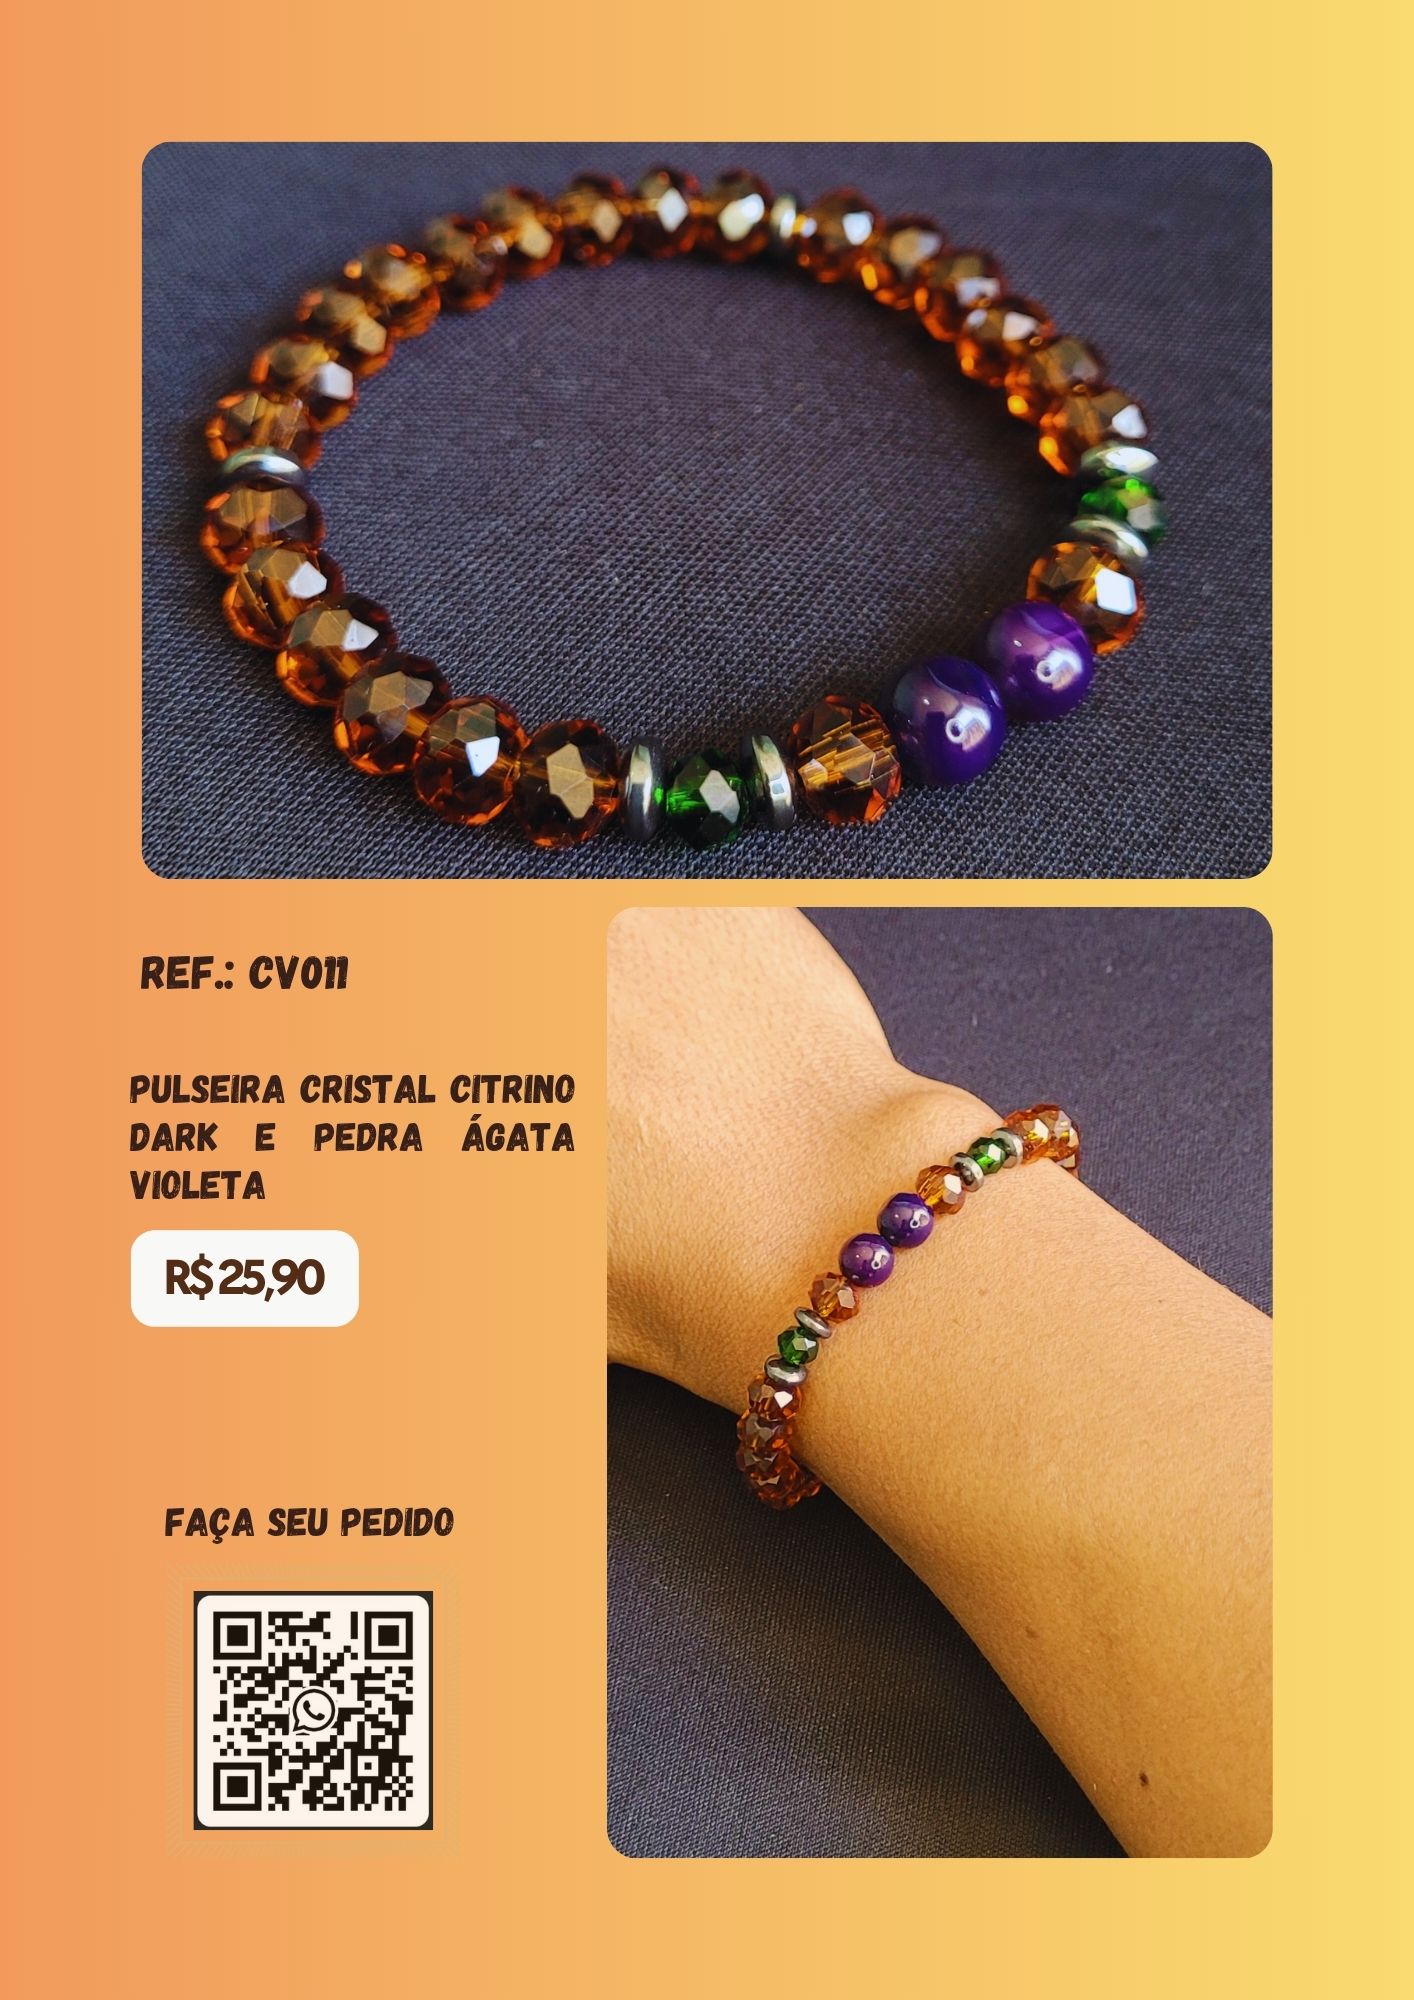 REF.: CV011
PULSEIRA CRISTAL CITRINO
DARK E PEDRA ÁGATA
VIOLETA
R$25,90
FAÇA SEU PEDIDO